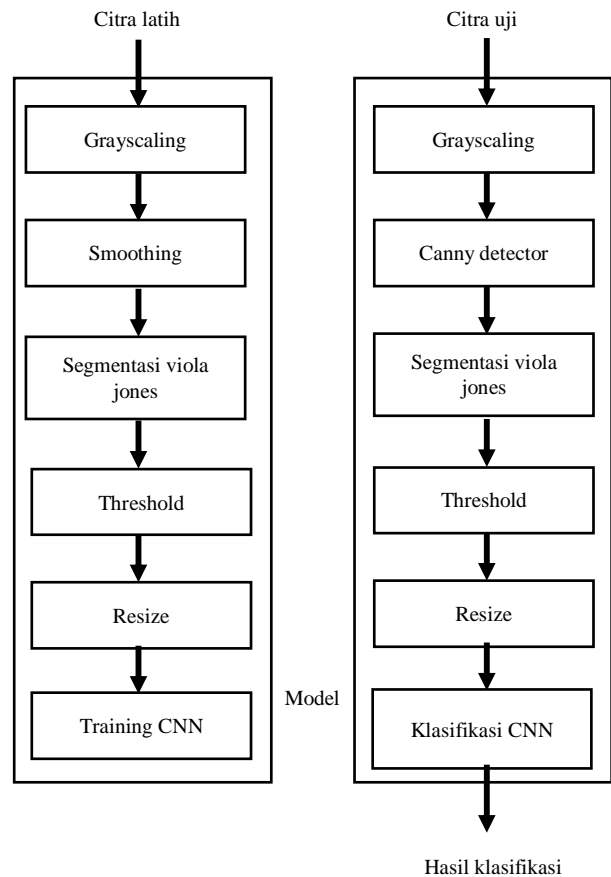 Citra latih
Grayscaling
Smoothing
Segmentasi viola
jones
Threshold
Resize
Training CNN
Model
Citra uji
Grayscaling
Canny detector
Segmentasi viola
jones
Threshold
Resize
Klasifikasi CNN
Hasil klasifikasi